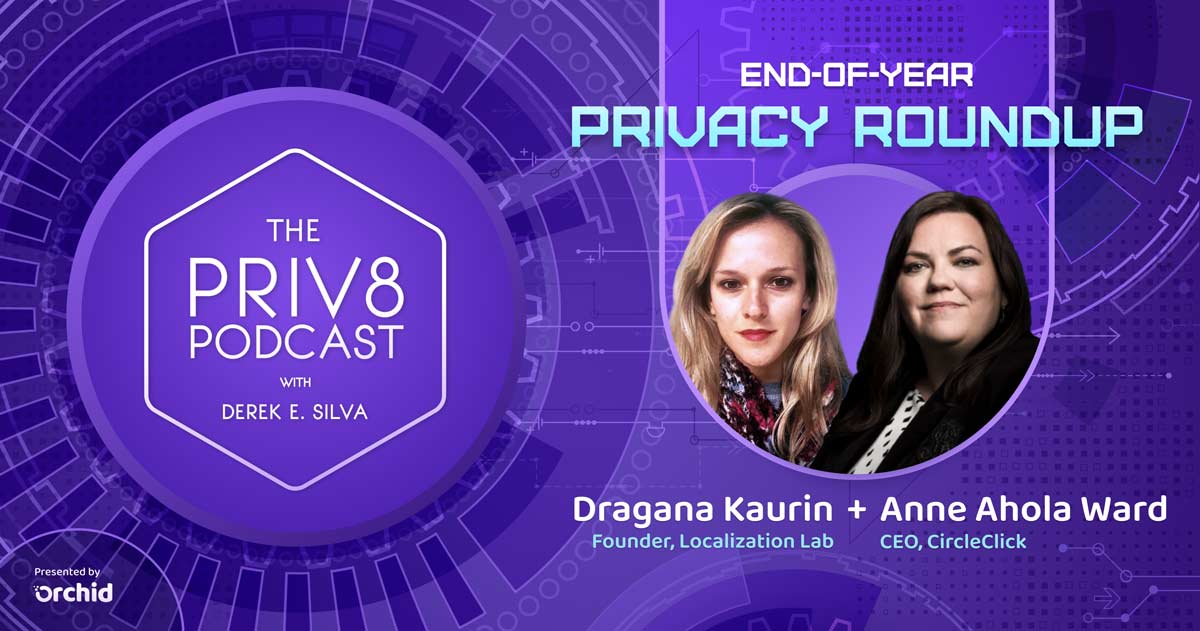 THE
PRIV8
PODCAST
WITH
DEREK E. SILVA
END-OF-YEAR
PRIVACY ROUNDUP
Dragana Kaurin + Anne Ahola Ward
Founder, Localization Lab CEO, CircleClick
Presented by
Orchid